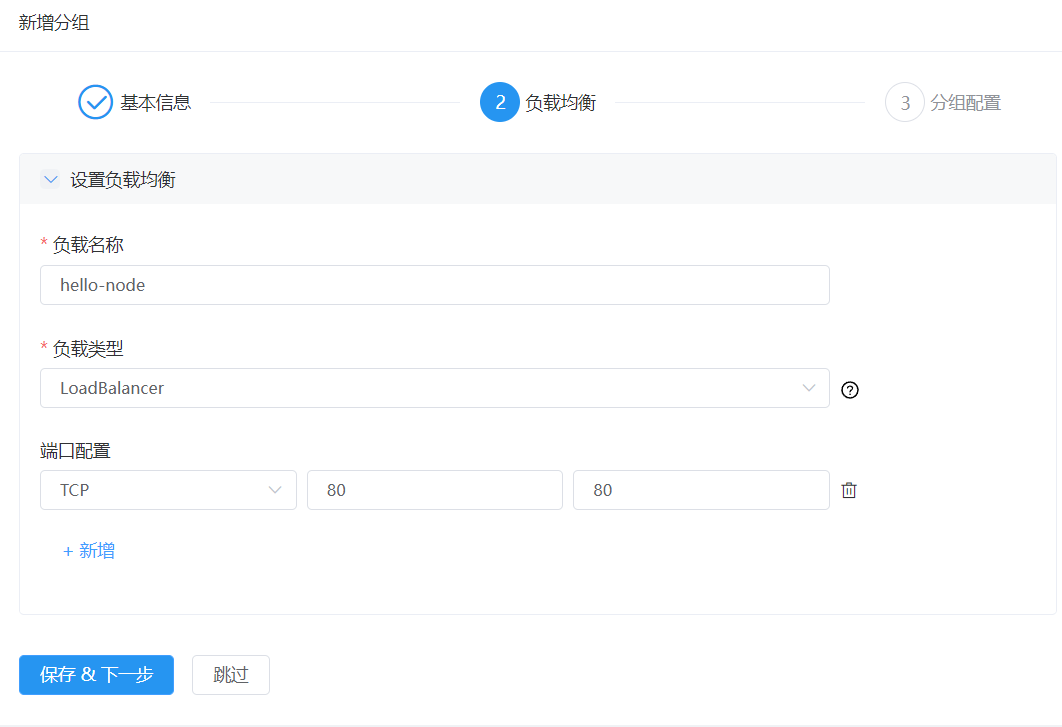 新增分组
基本信息
2 负载均衡
3 分组配置
设置负载均衡
* 负载名称
hello-node
* 负载类型
LoadBalancer
端口配置
TCP 80 80
+ 新增
保存 & 下一步 跳过